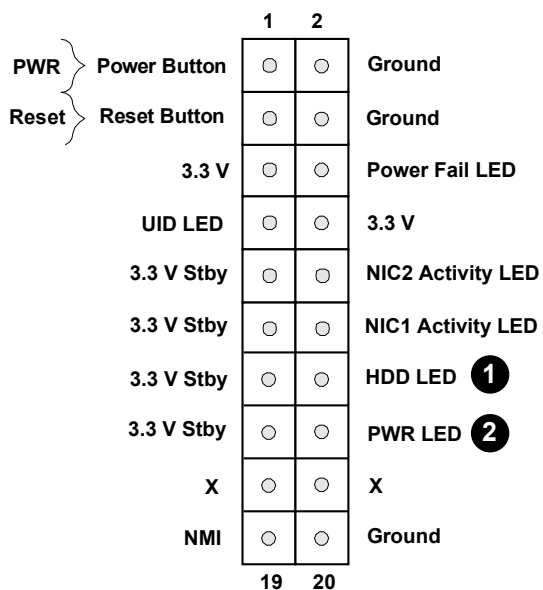 1 2
PWR Power Button Ground
Reset Reset Button Ground
3.3 V Power Fail LED
UID LED 3.3 V
3.3 V Stby NIC2 Activity LED
3.3 V Stby NIC1 Activity LED
3.3 V Stby HDD LED 1
3.3 V Stby PWR LED 2
X X
NMI Ground
19 20